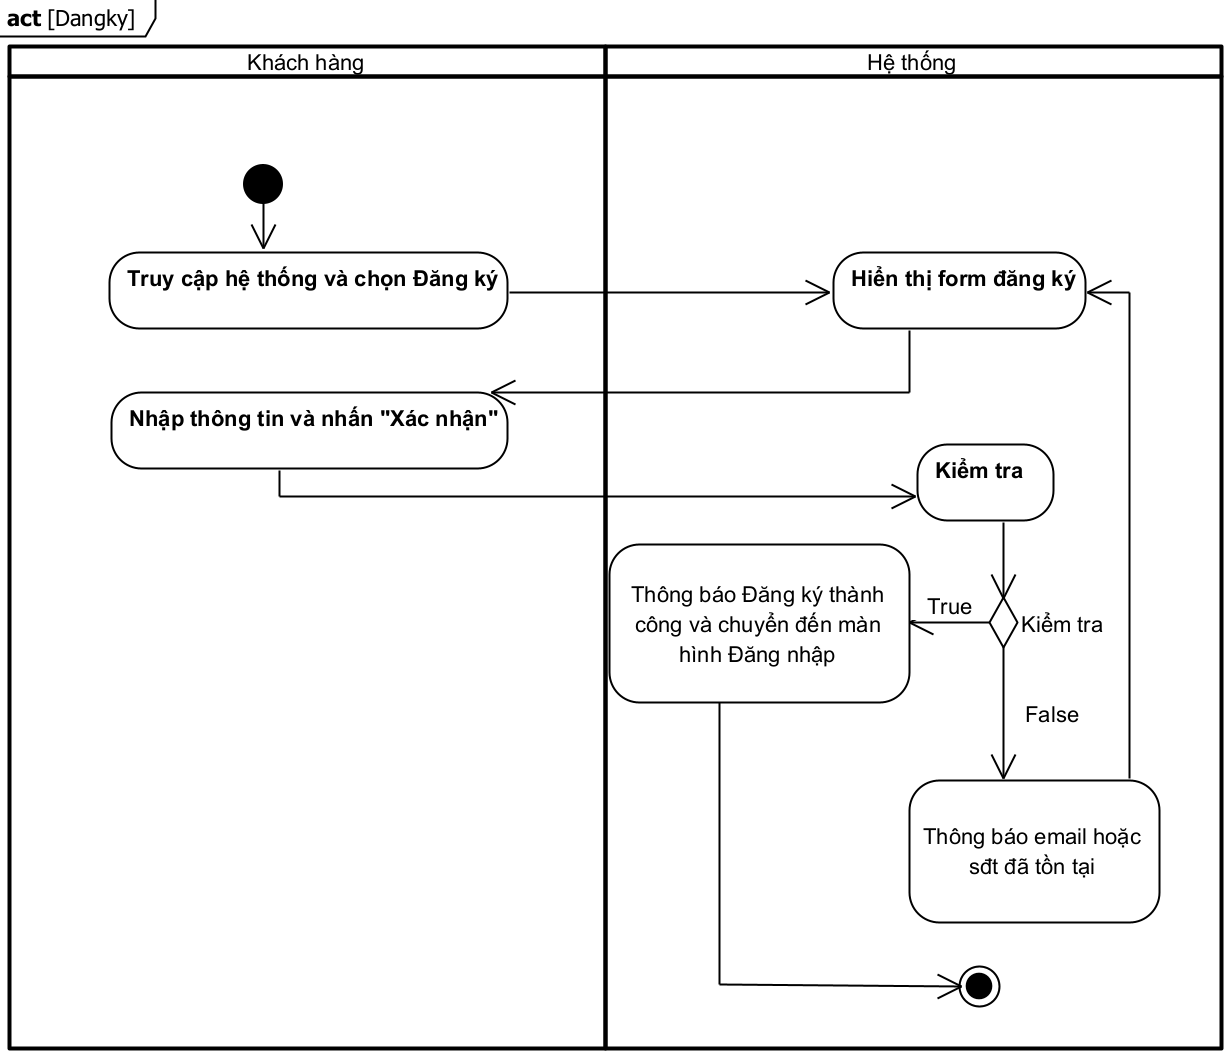 act [Dangky]
Khách hàng
Hệ thống
Truy cập hệ thống và chọn Đăng ký
Hiển thị form đăng ký
Nhập thông tin và nhấn "Xác nhận"
Kiểm tra
Thông báo Đăng ký thành
công và chuyển đến màn
hình Đăng nhập
True
Kiểm tra
False
Thông báo email hoặc
sđt đã tồn tại